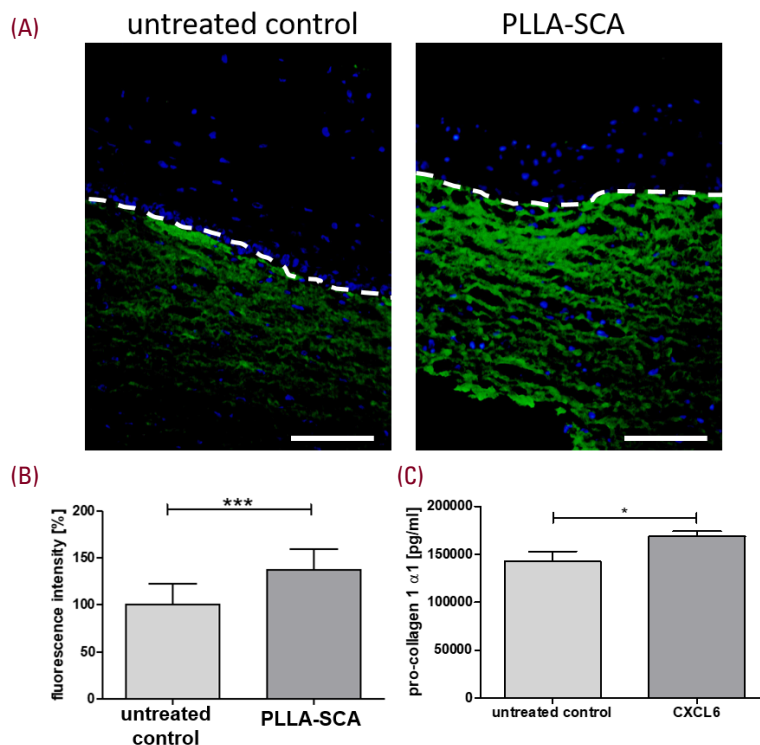 (A)
untreated control
PLLA-SCA
(B)
fluorescence intensity [%]
200
150
100
50
0
***
untreated
control
PLLA-SCA
(C)
pro-collagen 1 α1 [pg/ml]
200000
150000
100000
50000
0
*
untreated control
CXCL6